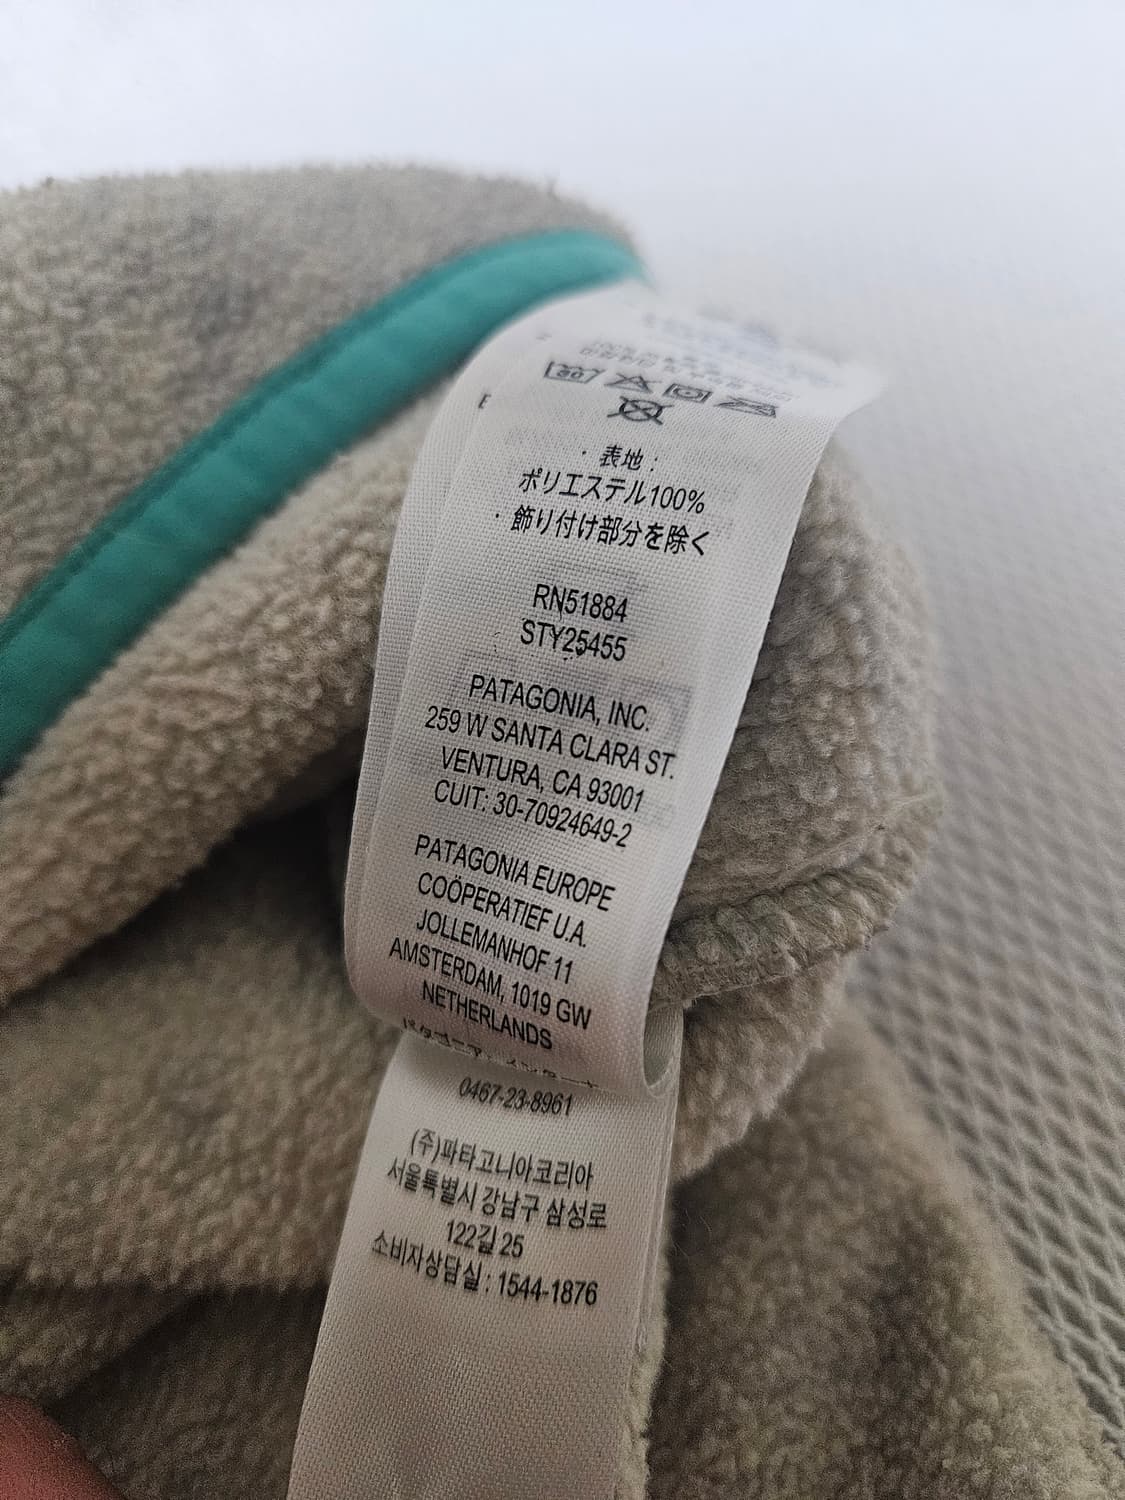 ・表地：
ポリエステル100%
・飾り付け部分を除く
RN51884
STY25455
PATAGONIA, INC.
259 W SANTA CLARA ST.
VENTURA, CA 93001
CUIT: 30-70924649-2
PATAGONIA EUROPE
COÖPERATIEF U.A.
JOLLEMANHOF 11
AMSTERDAM, 1019 GW
NETHERLANDS
0467-23-8961
(주)파타고니아코리아
서울특별시 강남구 삼성로
122길 25
소비자상담실 : 1544-1876